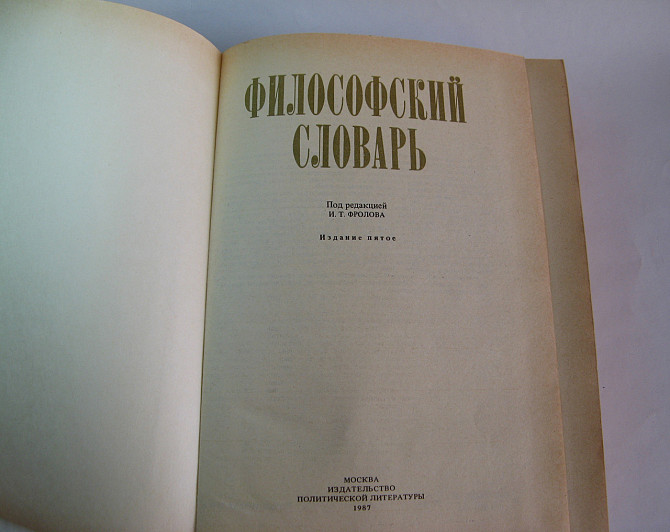 ФИЛОСОФСКИЙ
СЛОВАРЬ
Под редакцией
И. Т. ФРОЛОВА
Издание пятое
МОСКВА
ИЗДАТЕЛЬСТВО
ПОЛИТИЧЕСКОЙ ЛИТЕРАТУРЫ
1987